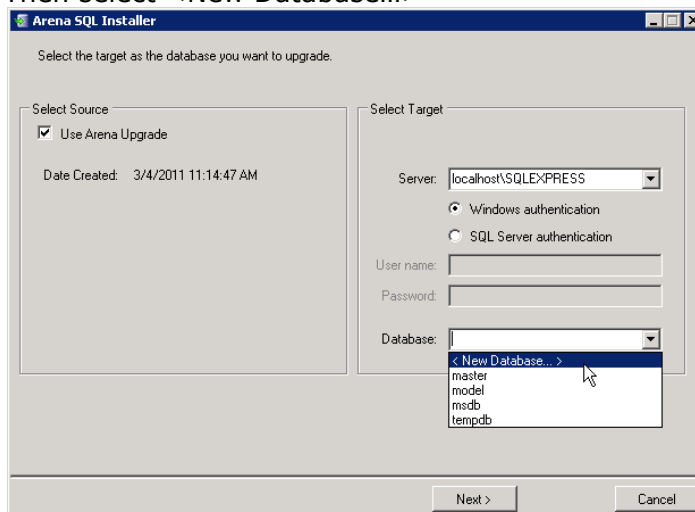 Then select "<New Database...>"
Arena SQL Installer
Select the target as the database you want to upgrade.
Select Source
Use Arena Upgrade
Date Created: 3/4/2011 11:14:47 AM
Select Target
Server: localhost\SQLEXPRESS
Windows authentication
SQL Server authentication
User name:
Password:
Database:
< New Database... >
master
model
msdb
tempdb
Next >
Cancel